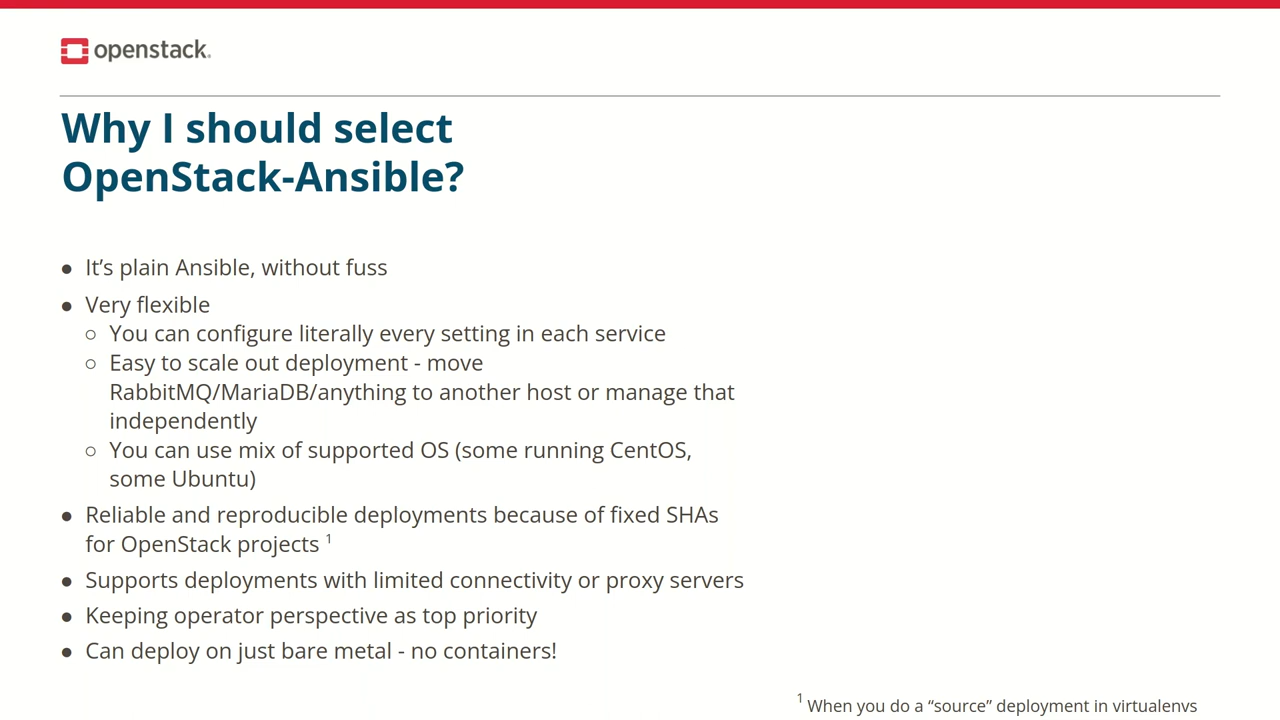 openstack.
Why I should select
OpenStack-Ansible?
● It’s plain Ansible, without fuss
● Very flexible
○ You can configure literally every setting in each service
○ Easy to scale out deployment - move
RabbitMQ/MariaDB/anything to another host or manage that
independently
○ You can use mix of supported OS (some running CentOS,
some Ubuntu)
● Reliable and reproducible deployments because of fixed SHAs
for OpenStack projects ¹
● Supports deployments with limited connectivity or proxy servers
● Keeping operator perspective as top priority
● Can deploy on just bare metal - no containers!
¹ When you do a “source” deployment in virtualenvs